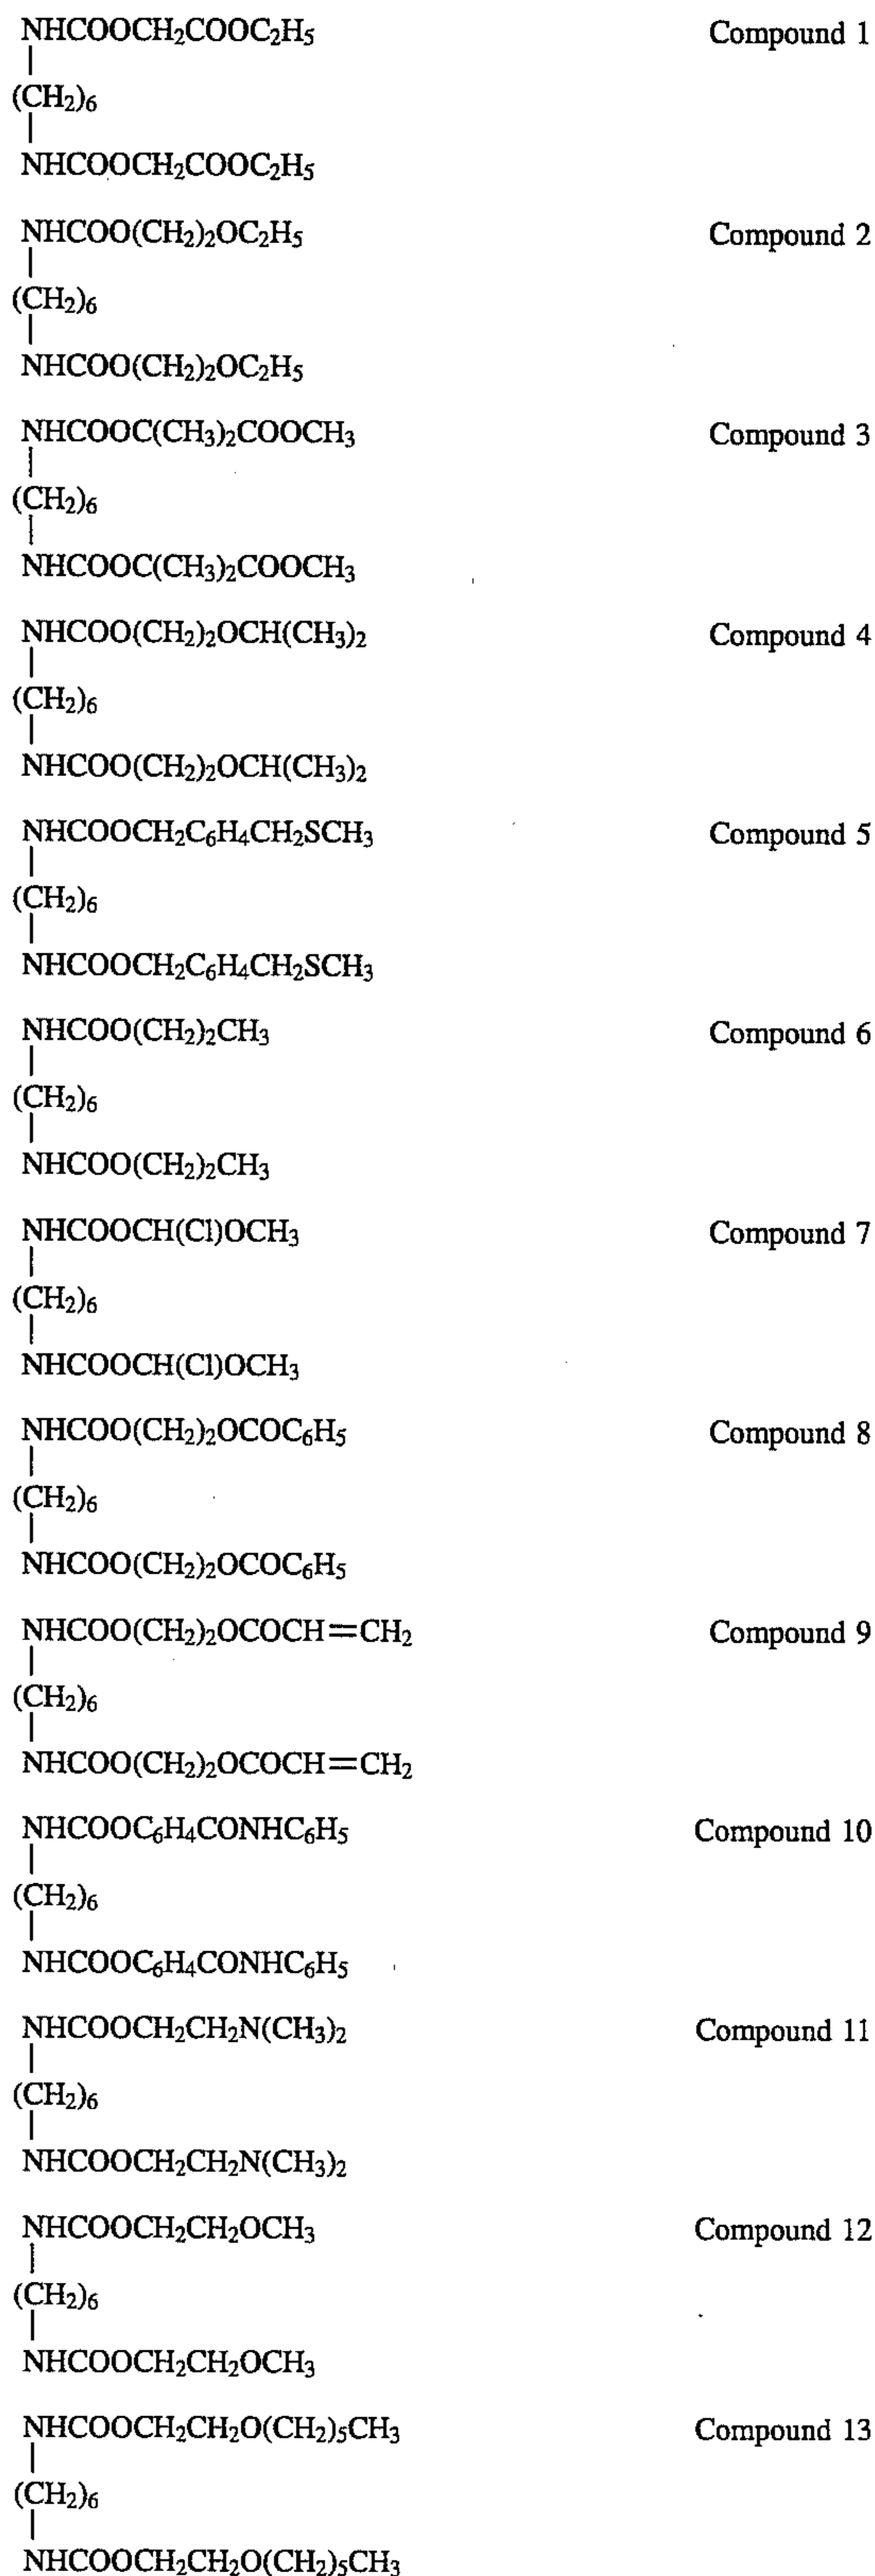 NHCOOCH₂COOC₂H₅ Compound 1
|
(CH₂)₆
|
NHCOOCH₂COOC₂H₅
NHCOO(CH₂)₂OC₂H₅ Compound 2
|
(CH₂)₆
|
NHCOO(CH₂)₂OC₂H₅
NHCOOC(CH₃)₂COOCH₃ Compound 3
|
(CH₂)₆
|
NHCOOC(CH₃)₂COOCH₃
NHCOO(CH₂)₂OCH(CH₃)₂ Compound 4
|
(CH₂)₆
|
NHCOO(CH₂)₂OCH(CH₃)₂
NHCOOCH₂C₆H₄CH₂SCH₃ Compound 5
|
(CH₂)₆
|
NHCOOCH₂C₆H₄CH₂SCH₃
NHCOO(CH₂)₂CH₃ Compound 6
|
(CH₂)₆
|
NHCOO(CH₂)₂CH₃
NHCOOCH(Cl)OCH₃ Compound 7
|
(CH₂)₆
|
NHCOOCH(Cl)OCH₃
NHCOO(CH₂)₂OCOC₆H₅ Compound 8
|
(CH₂)₆
|
NHCOO(CH₂)₂OCOC₆H₅
NHCOO(CH₂)₂OCOCH=CH₂ Compound 9
|
(CH₂)₆
|
NHCOO(CH₂)₂OCOCH=CH₂
NHCOOC₆H₄CONHC₆H₅ Compound 10
|
(CH₂)₆
|
NHCOOC₆H₄CONHC₆H₅
NHCOOCH₂CH₂N(CH₃)₂ Compound 11
|
(CH₂)₆
|
NHCOOCH₂CH₂N(CH₃)₂
NHCOOCH₂CH₂OCH₃ Compound 12
|
(CH₂)₆
|
NHCOOCH₂CH₂OCH₃
NHCOOCH₂CH₂O(CH₂)₅CH₃ Compound 13
|
(CH₂)₆
|
NHCOOCH₂CH₂O(CH₂)₅CH₃